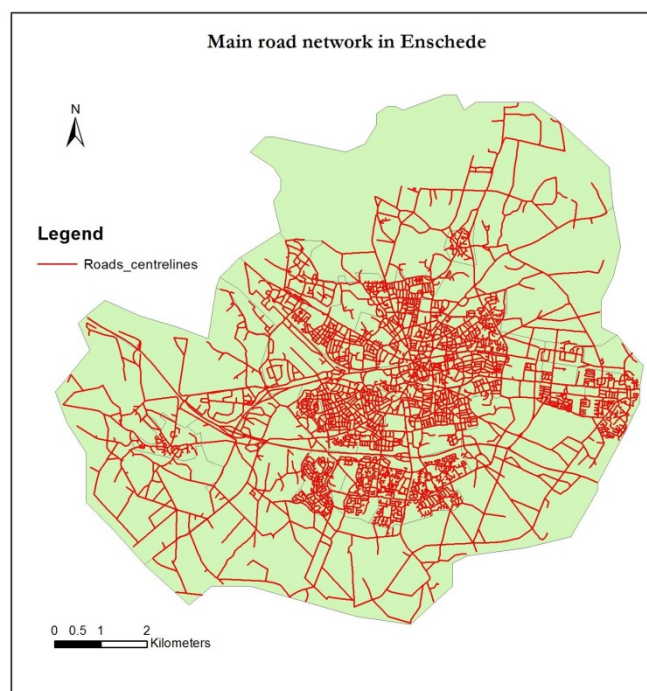 Main road network in Enschede
N
Legend
Roads_centrelines
0 0.5 1 2
Kilometers